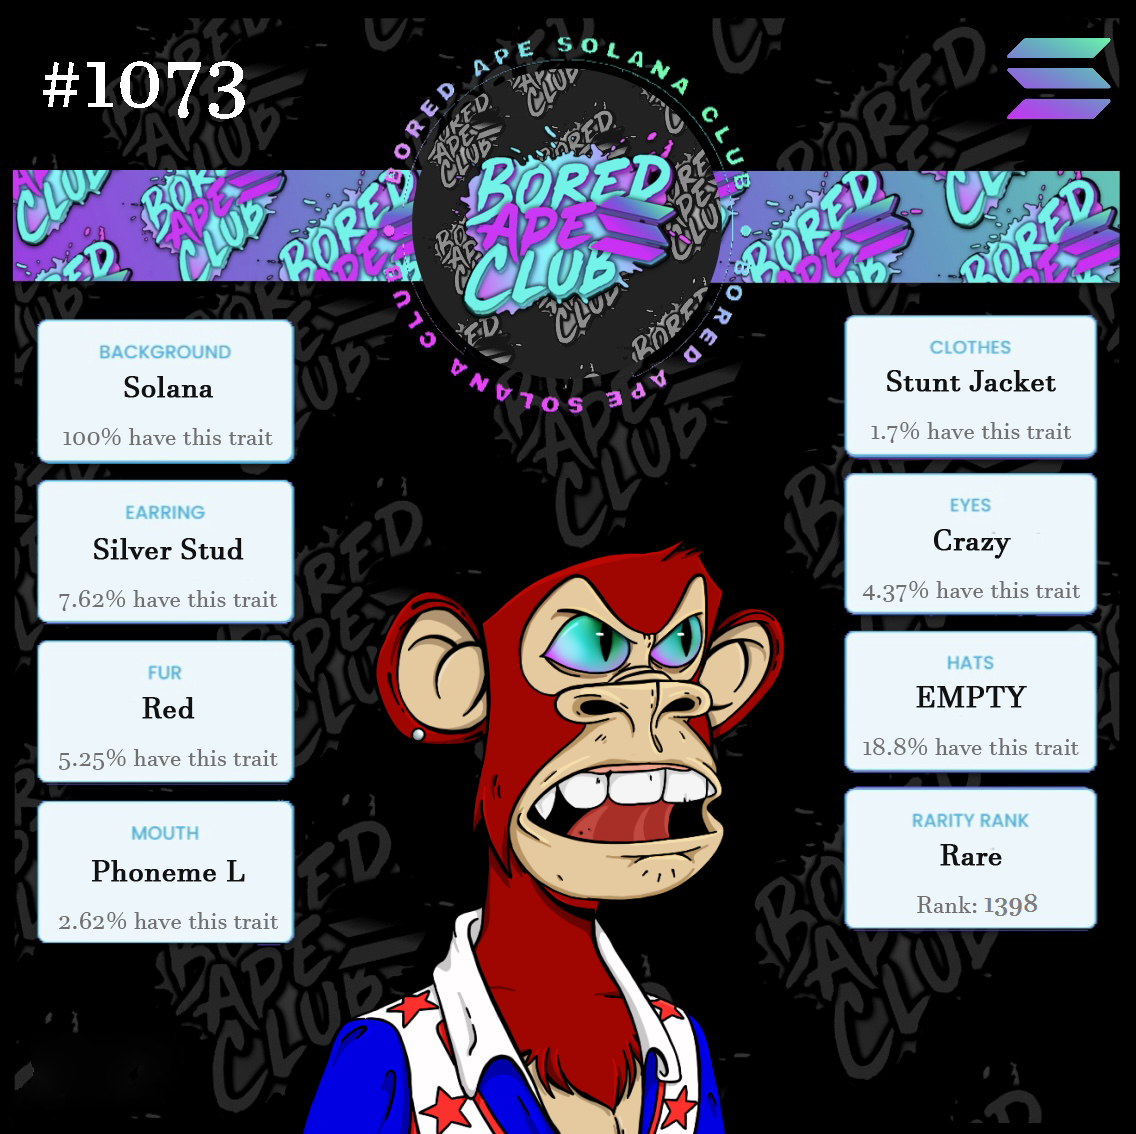 #1073
BORED APE SOLANA CLUB
BORED
APE
CLUB
BORED APE SOLANA CLUB
BACKGROUND
Solana
100% have this trait
EARRING
Silver Stud
7.62% have this trait
FUR
Red
5.25% have this trait
MOUTH
Phoneme L
2.62% have this trait
CLOTHES
Stunt Jacket
1.7% have this trait
EYES
Crazy
4.37% have this trait
HATS
EMPTY
18.8% have this trait
RARITY RANK
Rare
Rank: 1398